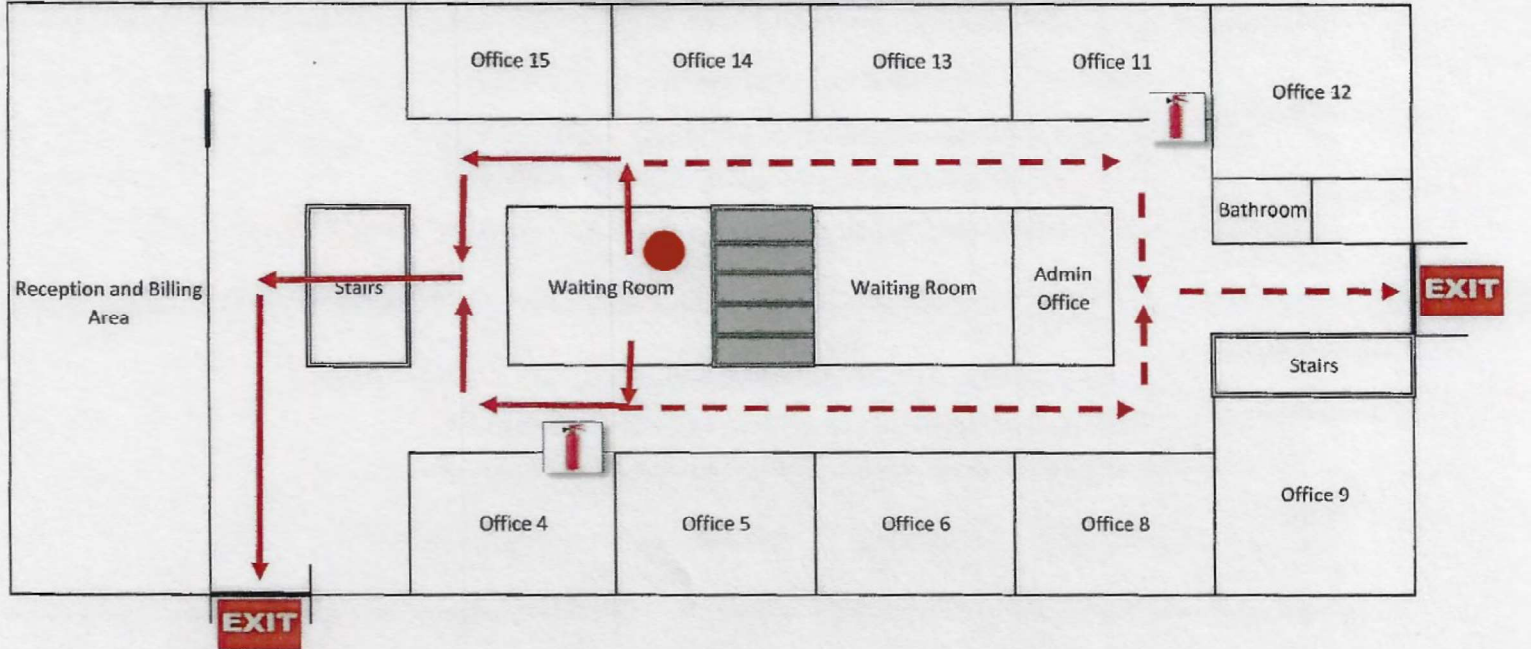 Office 15
Office 14
Office 13
Office 11
Office 12
Bathroom
Reception and Billing
Area
Stairs
Waiting Room
Waiting Room
Admin
Office
EXIT
Stairs
Office 4
Office 5
Office 6
Office 8
Office 9
EXIT